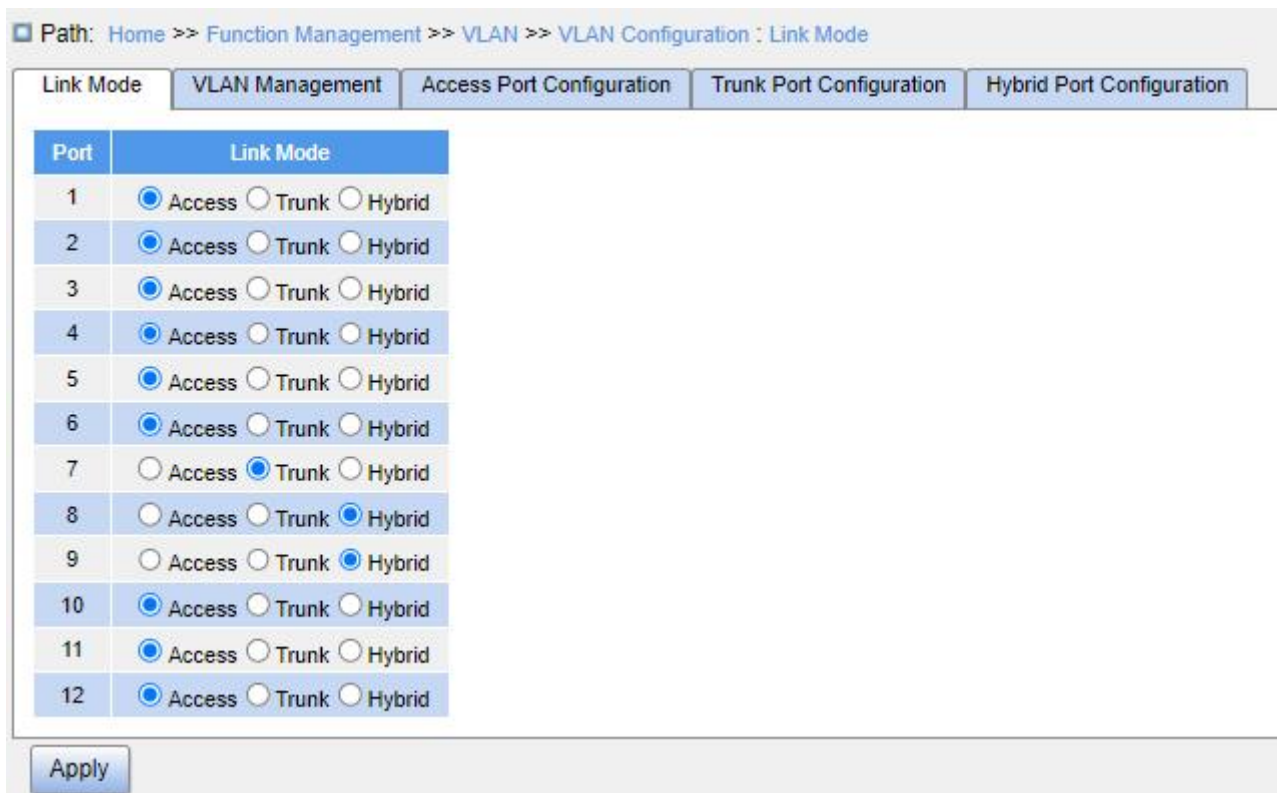 Path: Home >> Function Management >> VLAN >> VLAN Configuration : Link Mode
Link Mode VLAN Management Access Port Configuration Trunk Port Configuration Hybrid Port Configuration
Port Link Mode
1 Access Trunk Hybrid
2 Access Trunk Hybrid
3 Access Trunk Hybrid
4 Access Trunk Hybrid
5 Access Trunk Hybrid
6 Access Trunk Hybrid
7 Access Trunk Hybrid
8 Access Trunk Hybrid
9 Access Trunk Hybrid
10 Access Trunk Hybrid
11 Access Trunk Hybrid
12 Access Trunk Hybrid
Apply